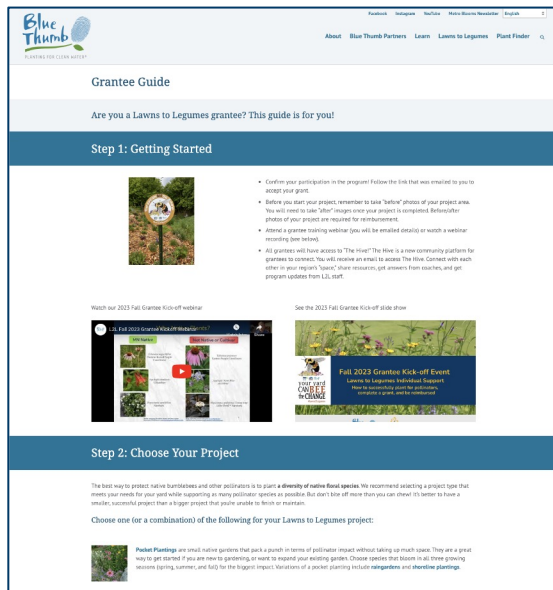 Blue
Thumb
PLANTING FOR CLEAN WATER®
Facebook Instagram YouTube Metro Blooms Newsletter English
About Blue Thumb Partners Learn Lawns to Legumes Plant Finder
Grantee Guide
Are you a Lawns to Legumes grantee? This guide is for you!
Step 1: Getting Started
Confirm your participation in the program! Follow the link that was emailed to you to
accept your grant.
Before you start your project, remember to take "before" photos of your project area.
You will need to take "after" images once your project is completed. Before/after
photos of your project are required for reimbursement.
Attend a grantee training webinar (you will be emailed details) or watch a webinar
recording (see below).
All grantees will have access to "The Hive!" The Hive is a new community platform for
grantees to connect. You will receive an email to access The Hive. Connect with each
other in your region's "space," share resources, get answers from coaches, and get
program updates from L2L staff.
Watch our 2023 Fall Grantee Kick-off webinar
See the 2023 Fall Grantee Kick-off slide show
L2L Fall 2023 Grantee Kickoff Webinar
Share
your yard
CAN BEE
the CHANGE
Fall 2023 Grantee Kick-off Event
Lawns to Legumes Individual Support
How to successfully plant for pollinators,
complete a grant, and be reimbursed
Step 2: Choose Your Project
The best way to protect native bumblebees and other pollinators is to plant a diversity of native floral species. We recommend selecting a project type that
meets your needs for your yard while supporting as many pollinator species as possible. But don't bite off more than you can chew! It's better to have a
smaller, successful project than a bigger project that you're unable to finish or maintain.
Choose one (or a combination) of the following for your Lawns to Legumes project:
Pocket Plantings are small native gardens that pack a punch in terms of pollinator impact without taking up much space. They are a great
way to get started if you are new to gardening, or want to expand your existing garden. Choose species that bloom in all three growing
seasons (spring, summer, and fall) for the biggest impact. Variations of a pocket planting include raingardens and shoreline plantings.